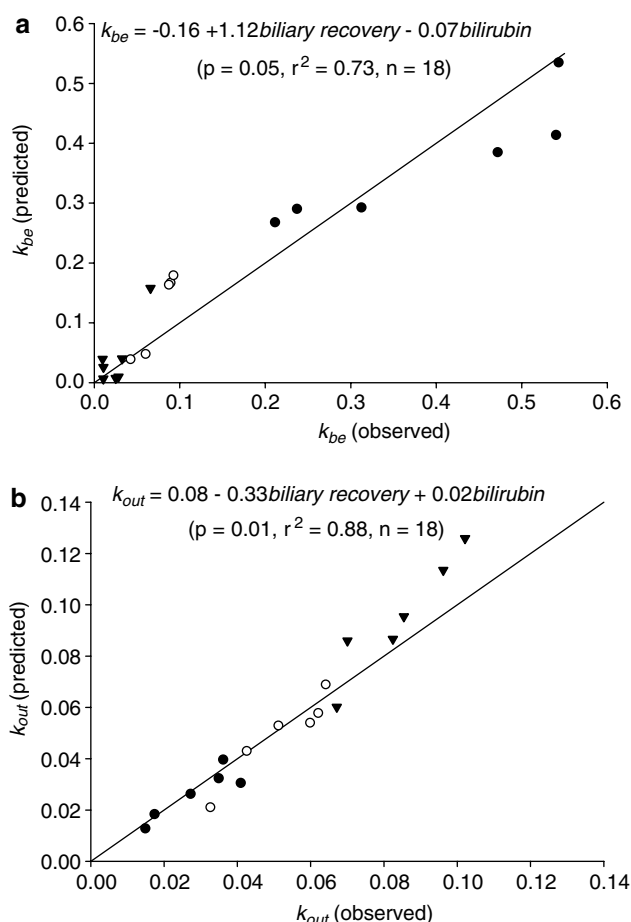 a
k_be = -0.16 +1.12biliary recovery - 0.07bilirubin
(p = 0.05, r² = 0.73, n = 18)
0.6
0.5
0.4
0.3
0.2
0.1
0.0
k_be (predicted)
0.0 0.1 0.2 0.3 0.4 0.5 0.6
k_be (observed)
b
k_out = 0.08 - 0.33biliary recovery + 0.02bilirubin
(p = 0.01, r² = 0.88, n = 18)
0.14
0.12
0.10
0.08
0.06
0.04
0.02
0.00
k_out (predicted)
0.00 0.02 0.04 0.06 0.08 0.10 0.12 0.14
k_out (observed)